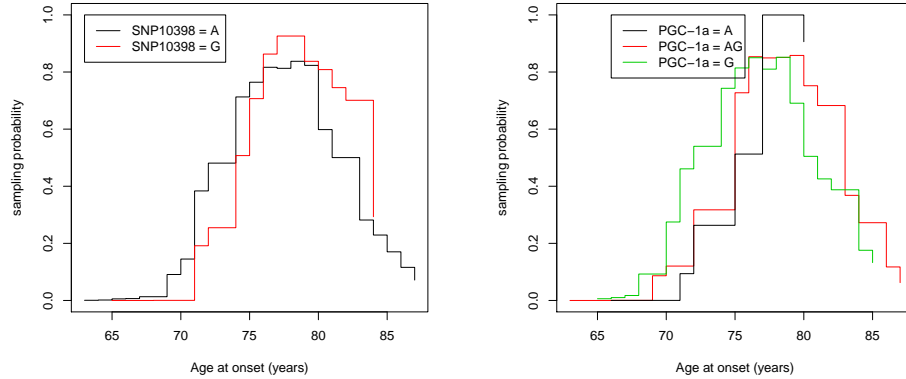 SNP10398 = A
SNP10398 = G
sampling probability
1.0
0.8
0.6
0.4
0.2
0.0
65 70 75 80 85
Age at onset (years)
PGC−1a = A
PGC−1a = AG
PGC−1a = G
sampling probability
1.0
0.8
0.6
0.4
0.2
0.0
65 70 75 80 85
Age at onset (years)